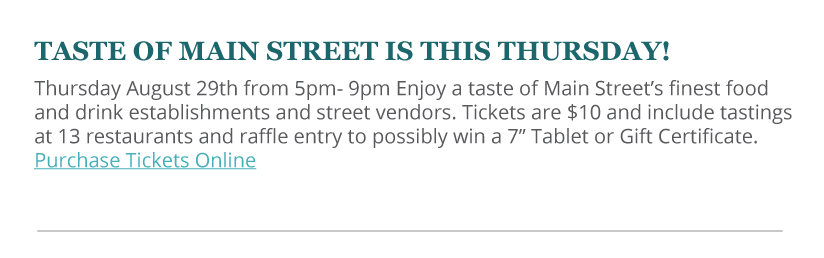 TASTE OF MAIN STREET IS THIS THURSDAY!
Thursday August 29th from 5pm- 9pm Enjoy a taste of Main Street’s finest food
and drink establishments and street vendors. Tickets are $10 and include tastings
at 13 restaurants and raffle entry to possibly win a 7” Tablet or Gift Certificate.
Purchase Tickets Online